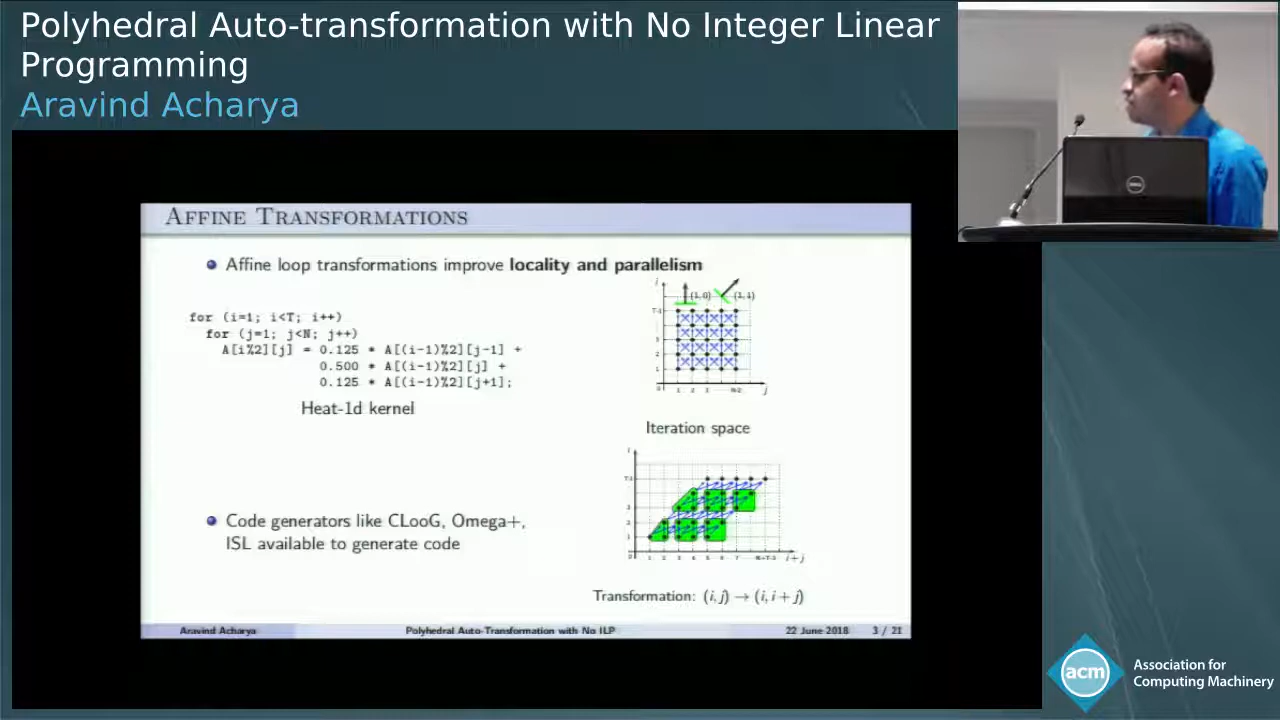 Polyhedral Auto-transformation with No Integer Linear
Programming
Aravind Acharya
AFFINE TRANSFORMATIONS
Affine loop transformations improve locality and parallelism
for (i=1; i<T; i++)
for (j=1; j<N; j++)
A[i%2][j] = 0.125 * A[(i-1)%2][j-1] +
0.500 * A[(i-1)%2][j] +
0.125 * A[(i-1)%2][j+1];
Heat-1d kernel
(1,0)
(1,1)
j
Iteration space
Code generators like CLooG, Omega+,
ISL available to generate code
i+j
Transformation: (i, j) → (i, i + j)
Aravind Acharya
Polyhedral Auto-Transformation with No ILP
22 June 2018
3 / 21
DELL
acm
Association for
Computing Machinery